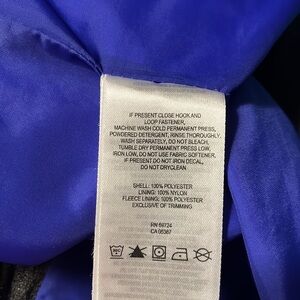 IF PRESENT CLOSE HOOK AND
LOOP FASTENER,
MACHINE WASH COLD PERMANENT PRESS,
POWDERED DETERGENT, RINSE THOROUGHLY,
WASH SEPARATELY, DO NOT BLEACH,
TUMBLE DRY PERMANENT PRESS LOW,
IRON LOW, DO NOT USE FABRIC SOFTENER.
IF PRESENT DO NOT IRON DECAL,
DO NOT DRYCLEAN
SHELL: 100% POLYESTER
LINING: 100% NYLON
FLEECE LINING: 100% POLYESTER
EXCLUSIVE OF TRIMMING
RN 69724
CA 05367